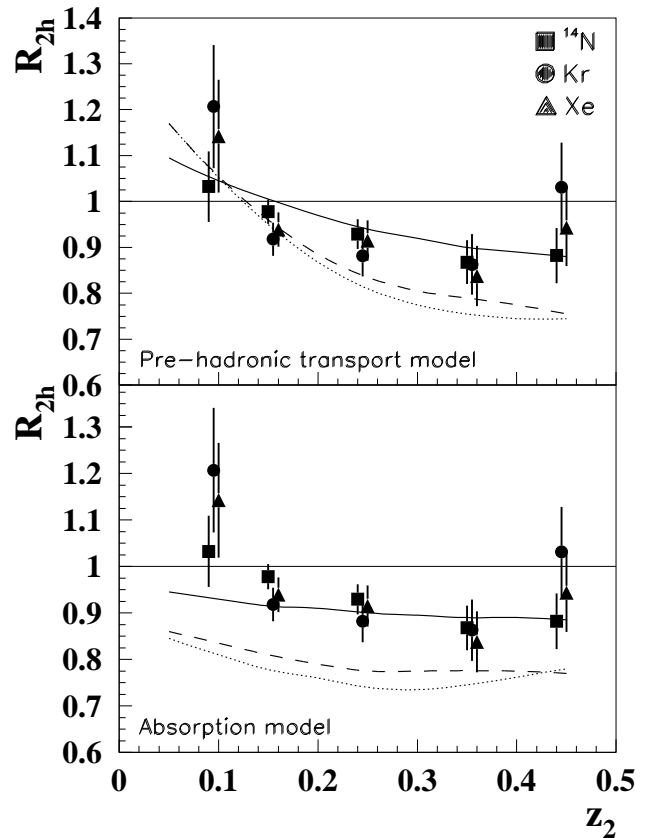 R2h
1.4
1.3
1.2
1.1
1
0.9
0.8
0.7
0.6
14N
Kr
Xe
Pre-hadronic transport model
R2h
1.3
1.2
1.1
1
0.9
0.8
0.7
0.6
Absorption model
0 0.1 0.2 0.3 0.4 0.5
z2